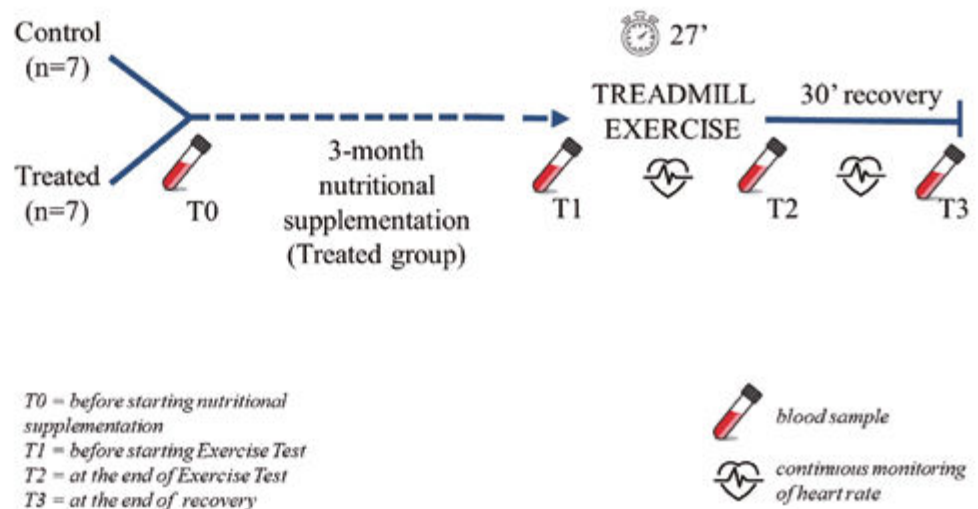 Control
(n=7)
Treated
(n=7)
T0
3-month
nutritional
supplementation
(Treated group)
T1
27’
TREADMILL
EXERCISE
T2
30’ recovery
T3
T0 = before starting nutritional
supplementation
T1 = before starting Exercise Test
T2 = at the end of Exercise Test
T3 = at the end of recovery
blood sample
continuous monitoring
of heart rate